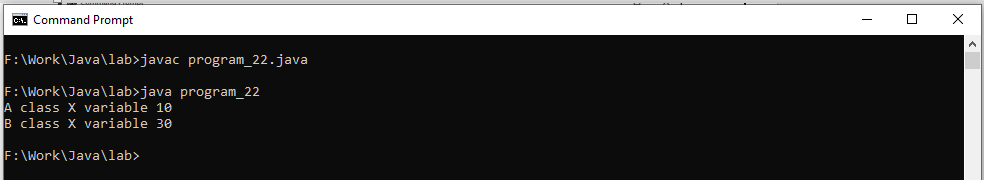 Command Prompt
F:\Work\Java\lab>javac program_22.java
F:\Work\Java\lab>java program_22
A class X variable 10
B class X variable 30
F:\Work\Java\lab>